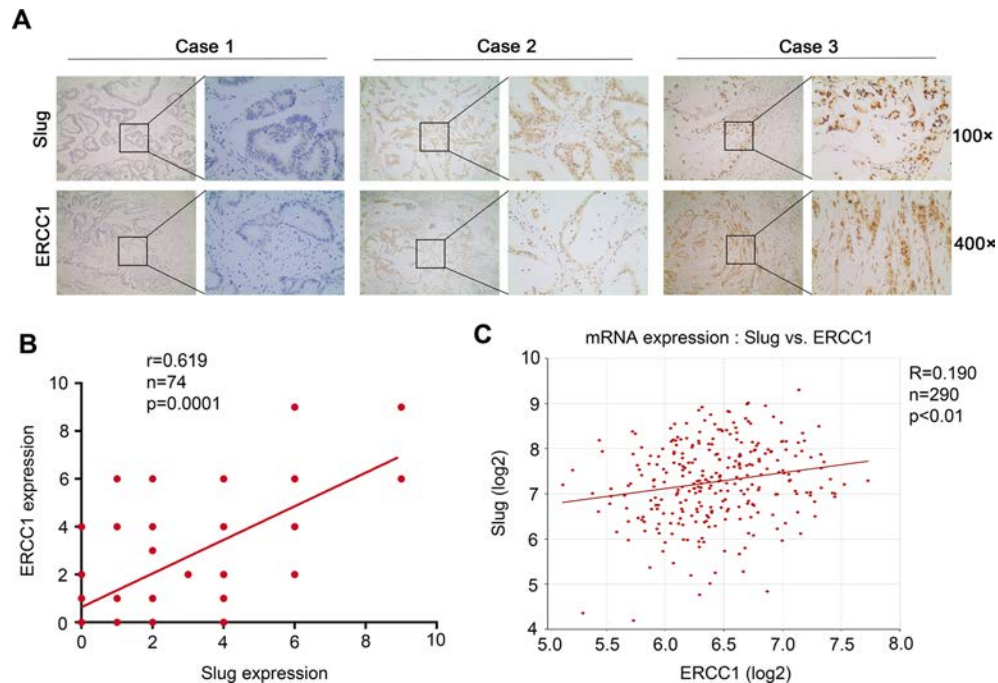 A
Case 1
Case 2
Case 3
Slug
100×
ERCC1
400×
B
r=0.619
n=74
p=0.0001
ERCC1 expression
10
8
6
4
2
0
0 2 4 6 8 10
Slug expression
C
mRNA expression : Slug vs. ERCC1
R=0.190
n=290
p<0.01
Slug (log2)
10
9
8
7
6
5
4
5.0 5.5 6.0 6.5 7.0 7.5 8.0
ERCC1 (log2)